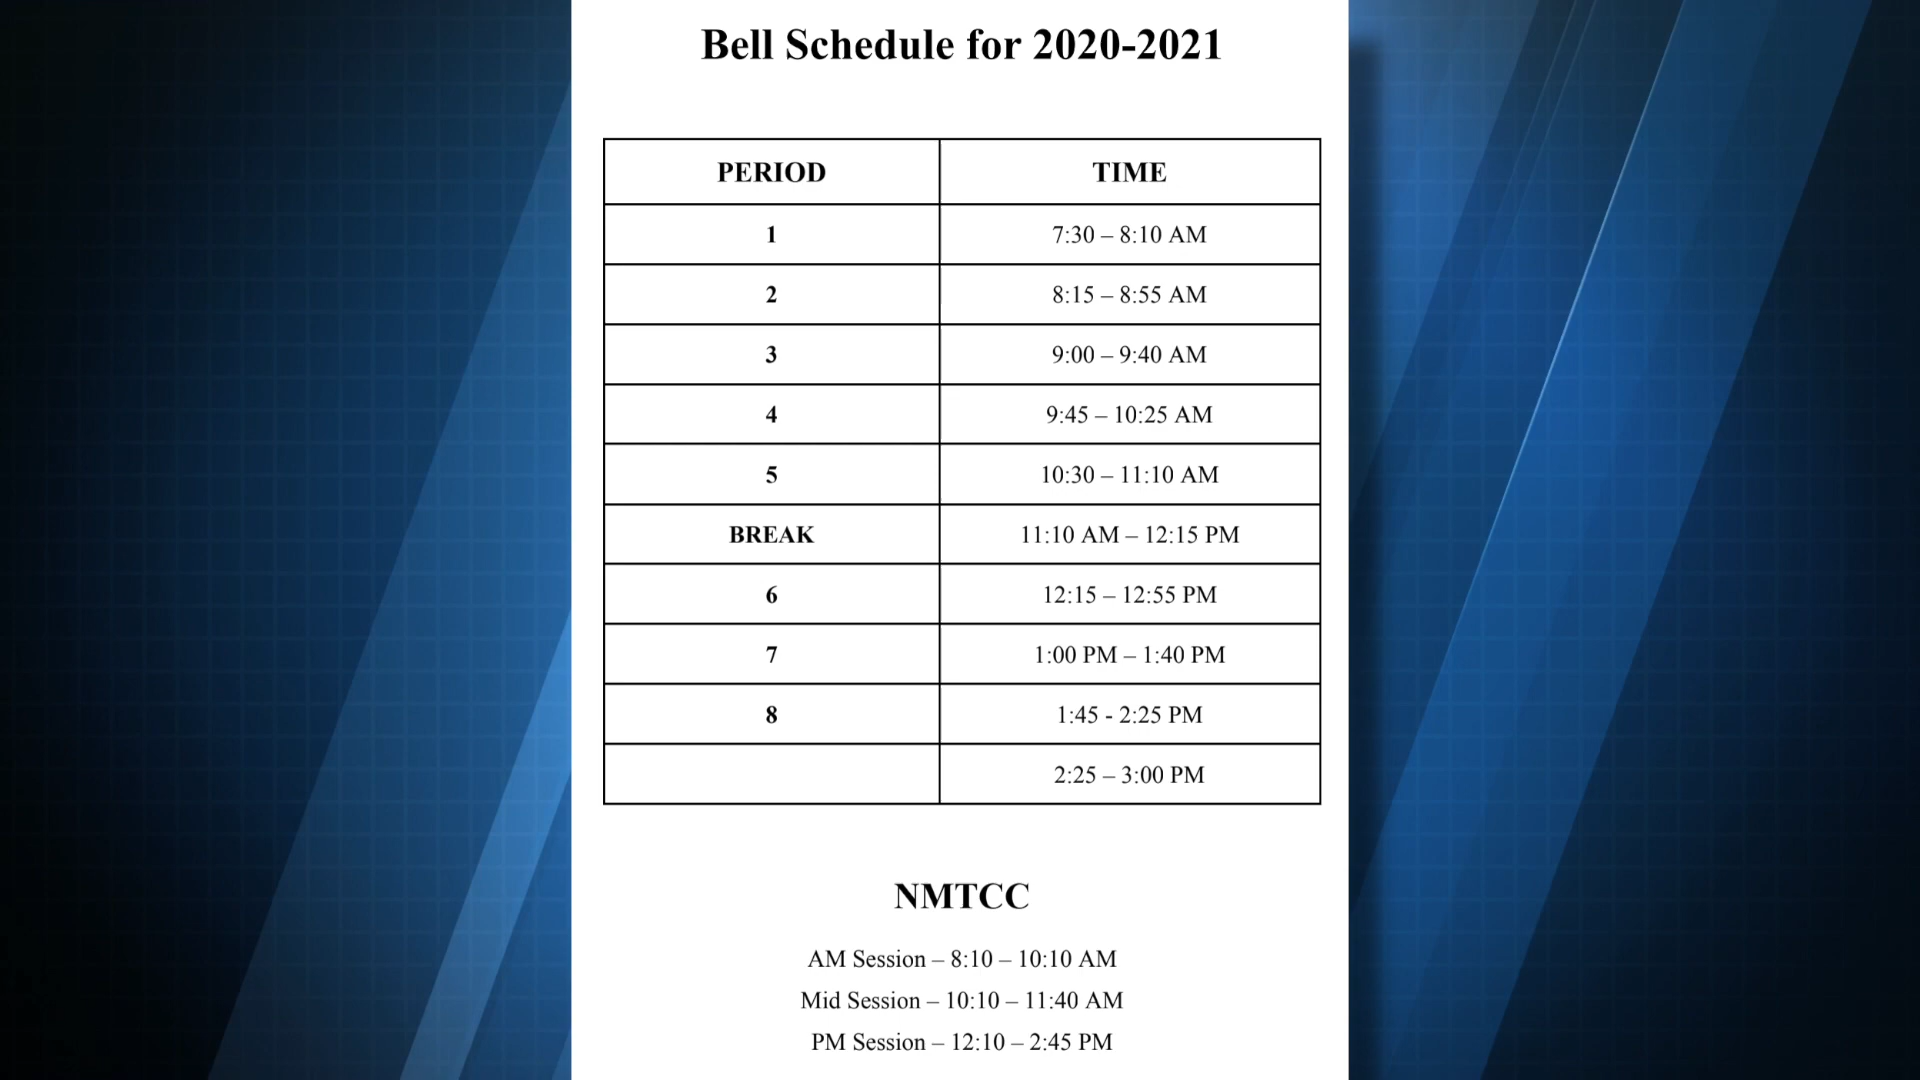 Bell Schedule for 2020-2021
PERIOD TIME
1 7:30 – 8:10 AM
2 8:15 – 8:55 AM
3 9:00 – 9:40 AM
4 9:45 – 10:25 AM
5 10:30 – 11:10 AM
BREAK 11:10 AM – 12:15 PM
6 12:15 – 12:55 PM
7 1:00 PM – 1:40 PM
8 1:45 - 2:25 PM
2:25 – 3:00 PM
NMTCC
AM Session – 8:10 – 10:10 AM
Mid Session – 10:10 – 11:40 AM
PM Session – 12:10 – 2:45 PM